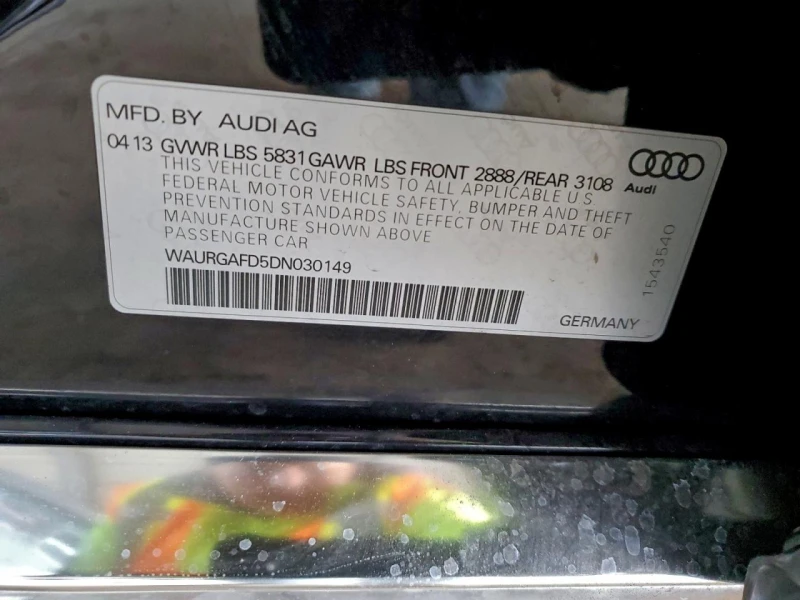 MFD. BY AUDI AG
04 13 GVWR LBS 5831 GAWR LBS FRONT 2888/REAR 3108
THIS VEHICLE CONFORMS TO ALL APPLICABLE U S
FEDERAL MOTOR VEHICLE SAFETY, BUMPER AND THEFT
PREVENTION STANDARDS IN EFFECT ON THE DATE OF
MANUFACTURE SHOWN ABOVE
PASSENGER CAR
WAURGAFD5DN030149
GERMANY
Audi
1543540